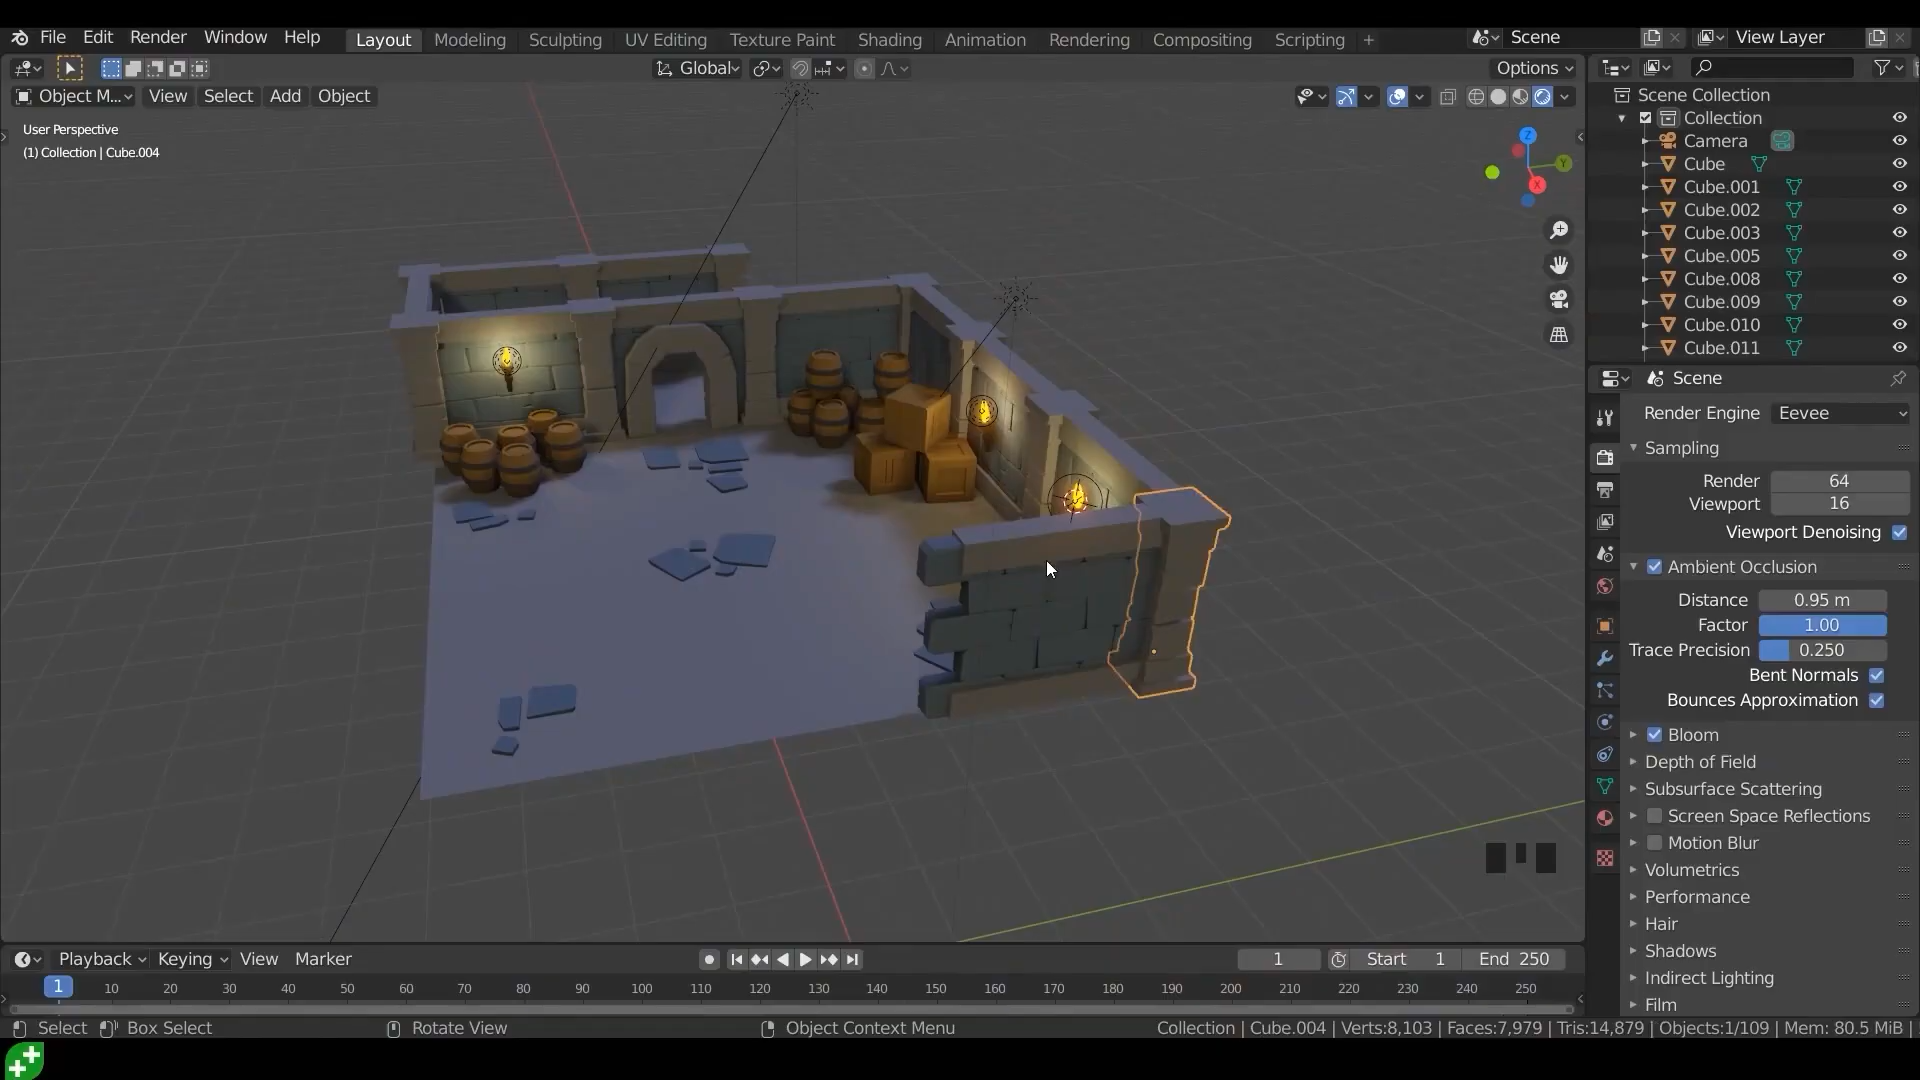 File Edit Render Window Help Layout Modeling Sculpting UV Editing Texture Paint Shading Animation Rendering Compositing Scripting + Scene View Layer
Global Options
Object M... View Select Add Object
User Perspective
(1) Collection | Cube.004
Z
Y
X
Scene Collection
Collection
Camera
Cube
Cube.001
Cube.002
Cube.003
Cube.005
Cube.008
Cube.009
Cube.010
Cube.011
Scene
Render Engine Eevee
Sampling
Render 64
Viewport 16
Viewport Denoising
Ambient Occlusion
Distance 0.95 m
Factor 1.00
Trace Precision 0.250
Bent Normals
Bounces Approximation
Bloom
Depth of Field
Subsurface Scattering
Screen Space Reflections
Motion Blur
Volumetrics
Performance
Hair
Shadows
Indirect Lighting
Film
Playback Keying View Marker 1 Start 1 End 250
1 10 20 30 40 50 60 70 80 90 100 110 120 130 140 150 160 170 180 190 200 210 220 230 240 250
Select Box Select Rotate View Object Context Menu Collection | Cube.004 | Verts:8,103 | Faces:7,979 | Tris:14,879 | Objects:1/109 | Mem: 80.5 MiB |